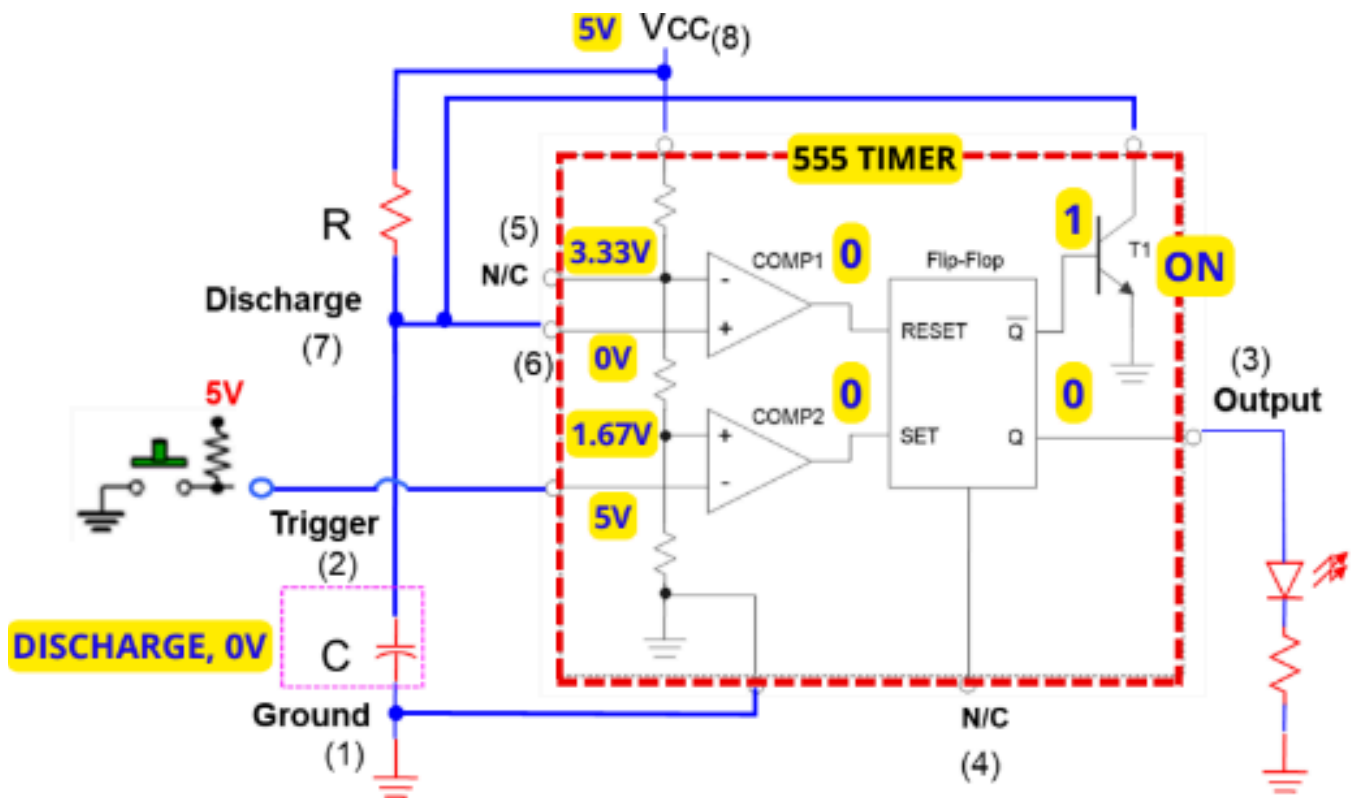 5V VCC(8)
555 TIMER
R
(5)
N/C
3.33V
-
COMP1
0
Flip-Flop
1
T1
ON
Discharge
(7)
+
RESET
Q
(6)
0V
5V
1.67V
+
COMP2
0
SET
Q
0
(3)
Output
-
5V
Trigger
(2)
DISCHARGE, 0V
C
Ground
(1)
N/C
(4)